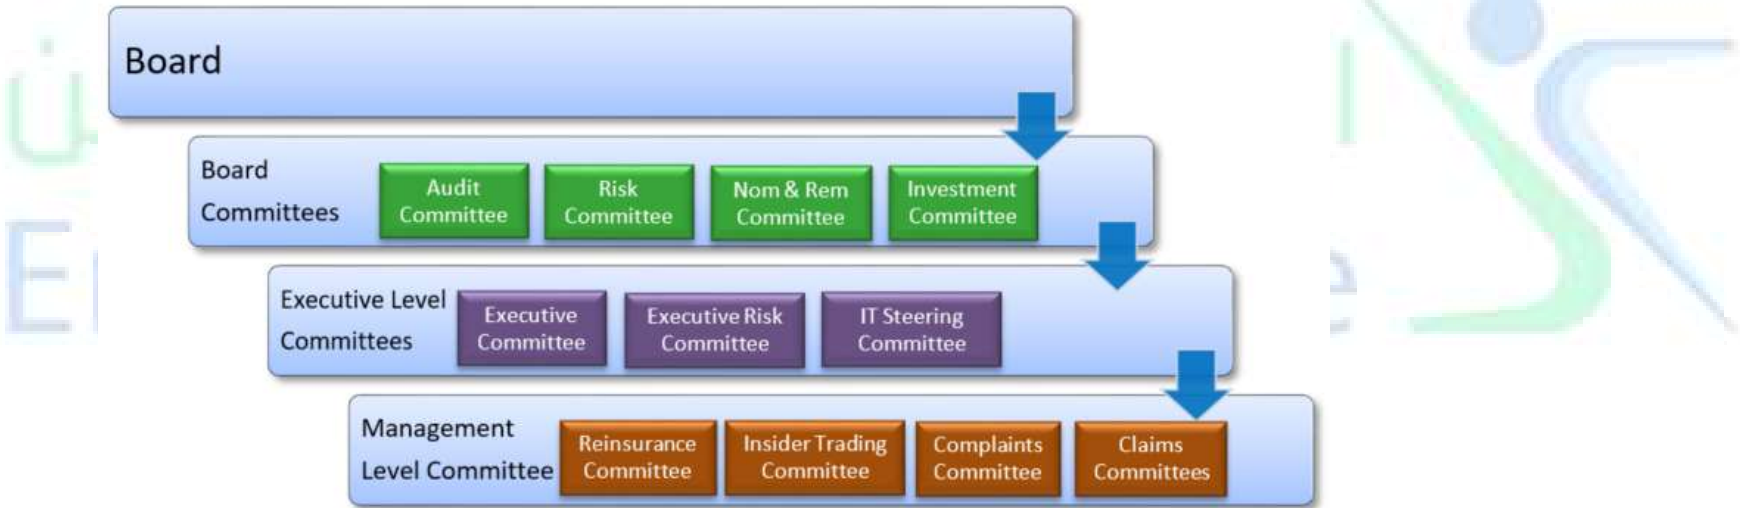 Board
Board
Committees
Audit
Committee
Risk
Committee
Nom & Rem
Committee
Investment
Committee
Executive Level
Committees
Executive
Committee
Executive Risk
Committee
IT Steering
Committee
Management
Level Committee
Reinsurance
Committee
Insider Trading
Committee
Complaints
Committee
Claims
Committees